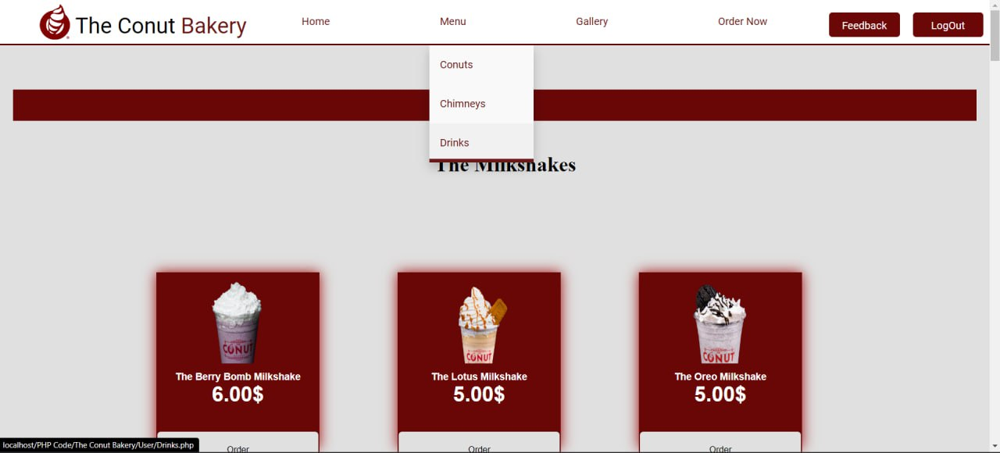 The Conut Bakery
Home
Menu
Gallery
Order Now
Feedback
LogOut
Conuts
Chimneys
Drinks
The Milkshakes
CONUT
CONUT
CONUT
The Berry Bomb Milkshake
The Lotus Milkshake
The Oreo Milkshake
6.00$
5.00$
5.00$
Order
Order
Order
localhost/PHP Code/The Conut Bakery/User/Drinks.php